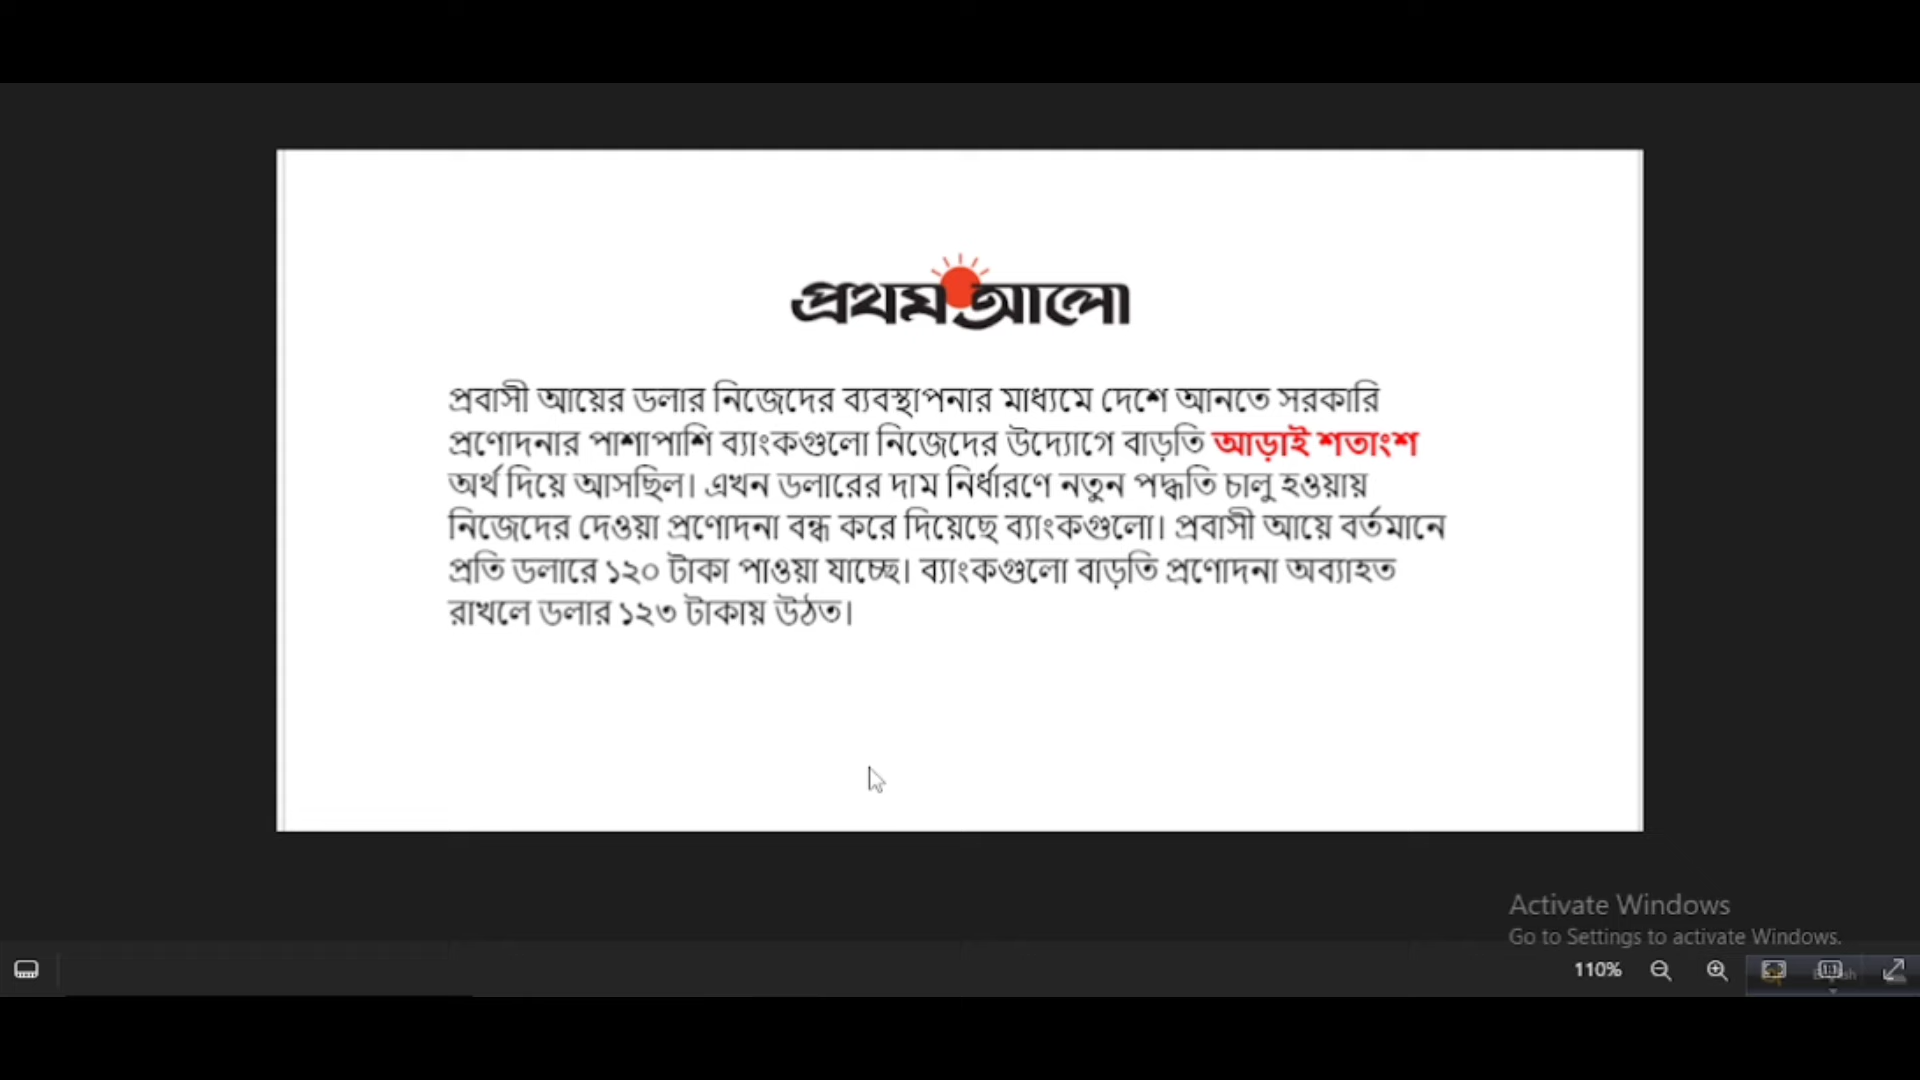 প্রথম আলো
প্রবাসী আয়ের ডলার নিজেদের ব্যবস্থাপনার মাধ্যমে দেশে আনতে সরকারি
প্রণোদনার পাশাপাশি ব্যাংকগুলো নিজেদের উদ্যোগে বাড়তি আড়াই শতাংশ
অর্থ দিয়ে আসছিল। এখন ডলারের দাম নির্ধারণে নতুন পদ্ধতি চালু হওয়ায়
নিজেদের দেওয়া প্রণোদনা বন্ধ করে দিয়েছে ব্যাংকগুলো। প্রবাসী আয়ে বর্তমানে
প্রতি ডলারে ১২০ টাকা পাওয়া যাচ্ছে। ব্যাংকগুলো বাড়তি প্রণোদনা অব্যাহত
রাখলে ডলার ১২৩ টাকায় উঠত।
Activate Windows
Go to Settings to activate Windows.
110%